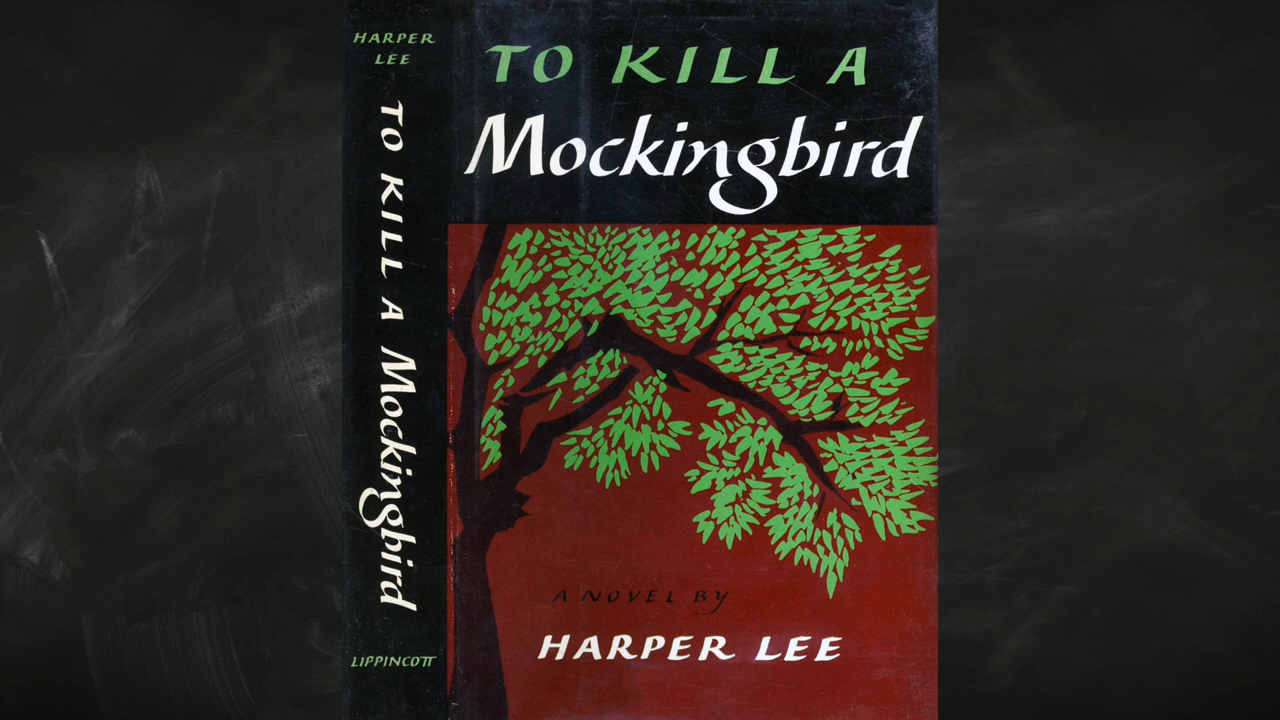 HARPER
LEE
TO KILL A Mockingbird
LIPPINCOTT
TO KILL A
Mockingbird
A NOVEL BY
HARPER LEE